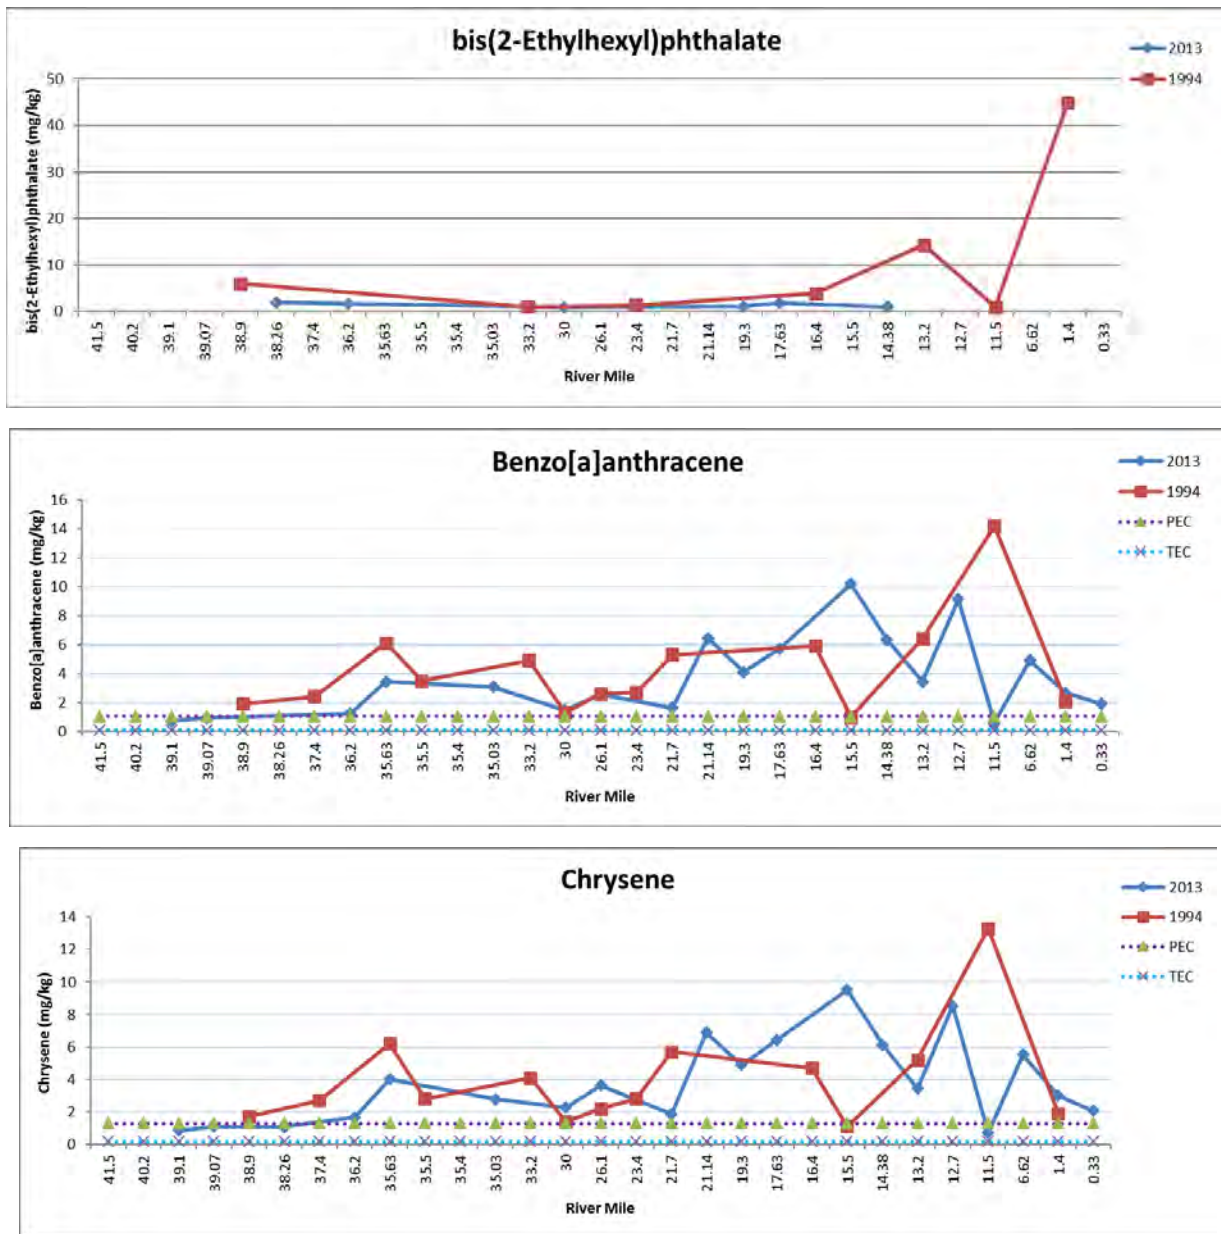 bis(2-Ethylhexyl)phthalate
2013
1994
bis(2-Ethylhexyl)phthalate (mg/kg)
50
40
30
20
10
0
41.5 40.2 39.1 39.07 38.9 38.26 37.4 36.2 35.63 35.5 35.4 35.03 33.2 30 26.1 23.4 21.7 21.14 19.3 17.63 16.4 15.5 14.38 13.2 12.7 11.5 6.62 1.4 0.33
River Mile
Benzo[a]anthracene
2013
1994
PEC
TEC
Benzo[a]anthracene (mg/kg)
16
14
12
10
8
6
4
2
0
41.5 40.2 39.1 39.07 38.9 38.26 37.4 36.2 35.63 35.5 35.4 35.03 33.2 30 26.1 23.4 21.7 21.14 19.3 17.63 16.4 15.5 14.38 13.2 12.7 11.5 6.62 1.4 0.33
River Mile
Chrysene
2013
1994
PEC
TEC
Chrysene (mg/kg)
14
12
10
8
6
4
2
0
41.5 40.2 39.1 39.07 38.9 38.26 37.4 36.2 35.63 35.5 35.4 35.03 33.2 30 26.1 23.4 21.7 21.14 19.3 17.63 16.4 15.5 14.38 13.2 12.7 11.5 6.62 1.4 0.33
River Mile